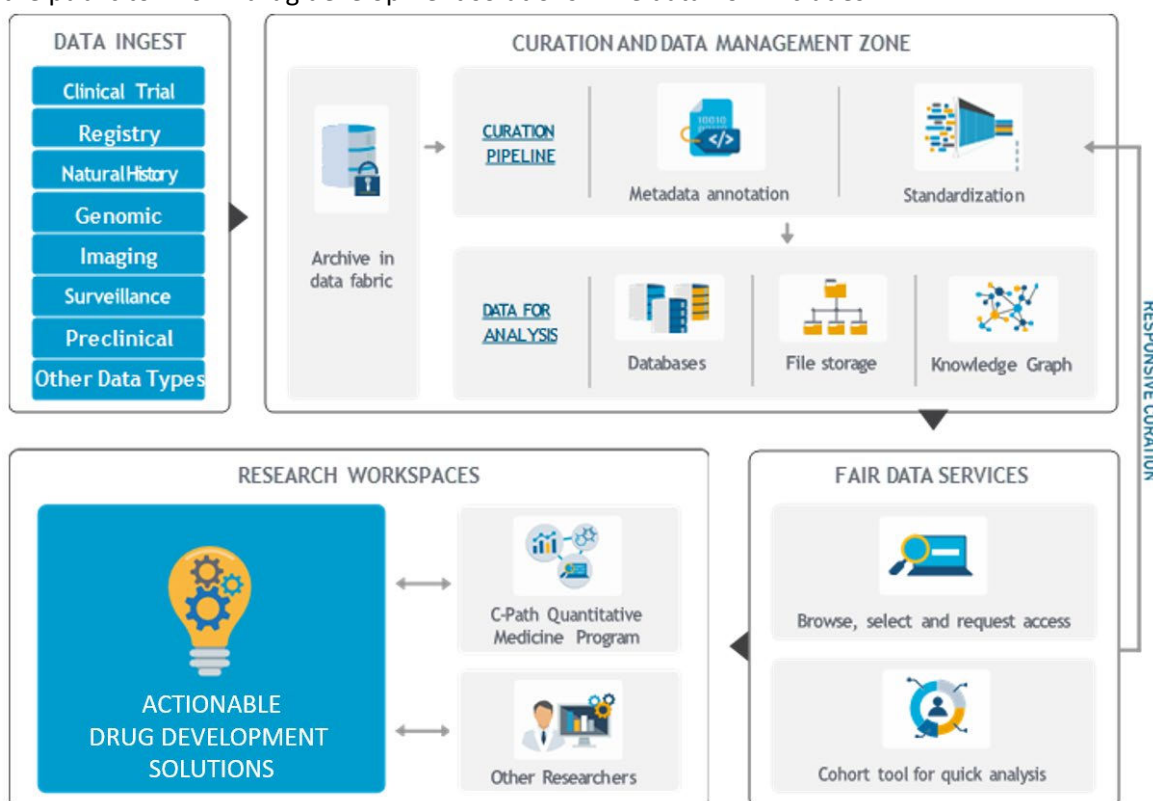 DATA INGEST
Clinical Trial
Registry
NaturalHistory
Genomic
Imaging
Surveillance
Preclinical
Other Data Types
CURATION AND DATA MANAGEMENT ZONE
Archive in
data fabric
CURATION
PIPELINE
10010
</>
Metadata annotation
Standardization
DATA FOR
ANALYSIS
Databases
File storage
Knowledge Graph
RESPONSIVE CURATION
RESEARCH WORKSPACES
ACTIONABLE
DRUG DEVELOPMENT
SOLUTIONS
C-Path Quantitative
Medicine Program
Other Researchers
FAIR DATA SERVICES
Browse, select and request access
Cohort tool for quick analysis